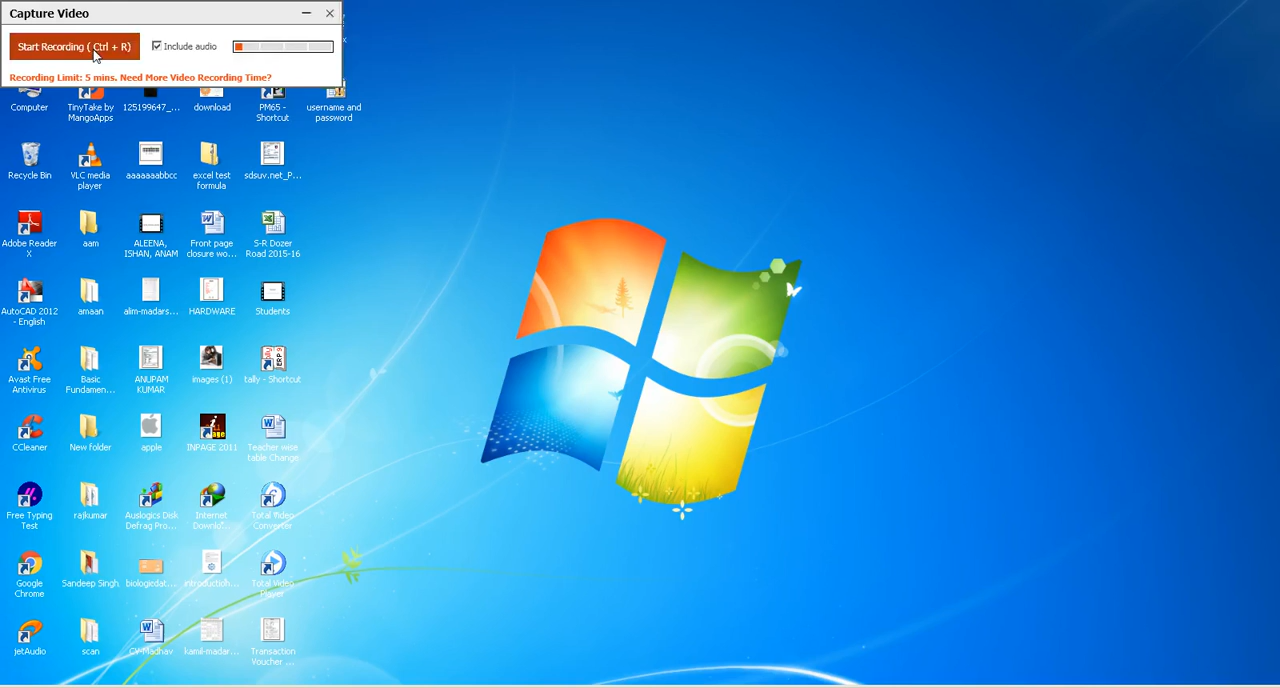 Capture Video
Start Recording ( Ctrl + R)
Include audio
Recording Limit: 5 mins. Need More Video Recording Time?
Computer
TinyTake by
MangoApps
125199647_...
download
PM65 -
Shortcut
username and
password
Recycle Bin
VLC media
player
aaaaaaabbcc
excel test
formula
sdsuv.net_P...
Adobe Reader
X
aam
ALEENA,
ISHAN, ANAM
Front page
closure wo...
S-R Dozer
Road 2015-16
AutoCAD 2012
- English
amaan
alim-madars...
HARDWARE
Students
Avast Free
Antivirus
Basic
Fundamen...
ANUPAM
KUMAR
images (1)
tally - Shortcut
CCleaner
New folder
apple
INPAGE 2011
Teacher wise
table Change
Free Typing
Test
rajkumar
Auslogics Disk
Defrag Pro...
Internet
Downlo...
Total Video
Converter
Google
Chrome
Sandeep Singh
biologiedat...
introduction...
Total Video
Player
jetAudio
scan
CV-Madhav
kamil-madar...
Transaction
Voucher ...